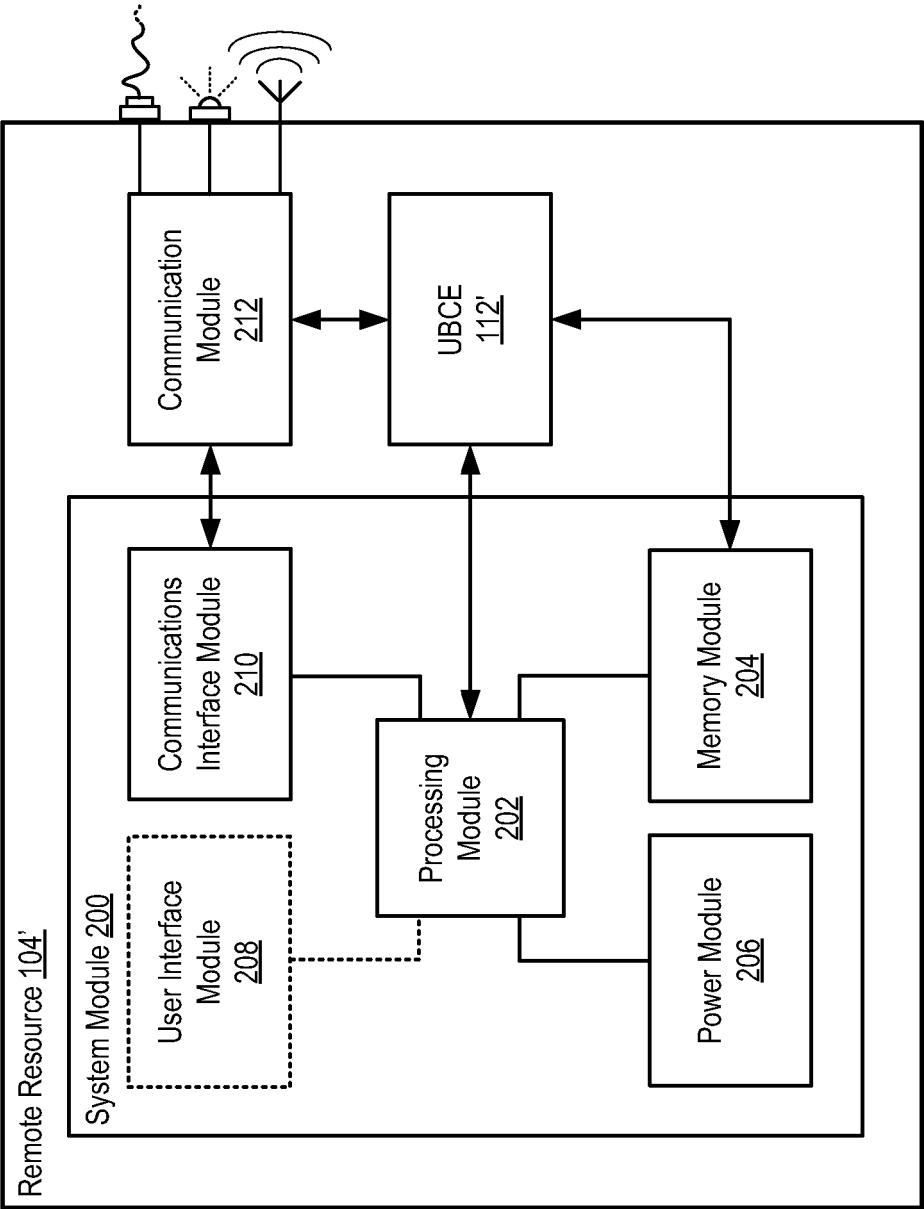 Remote Resource 104'
System Module 200
User Interface
Module
208
Communications
Interface Module
210
Communication
Module
212
Processing
Module
202
UBCE
112'
Power Module
206
Memory Module
204